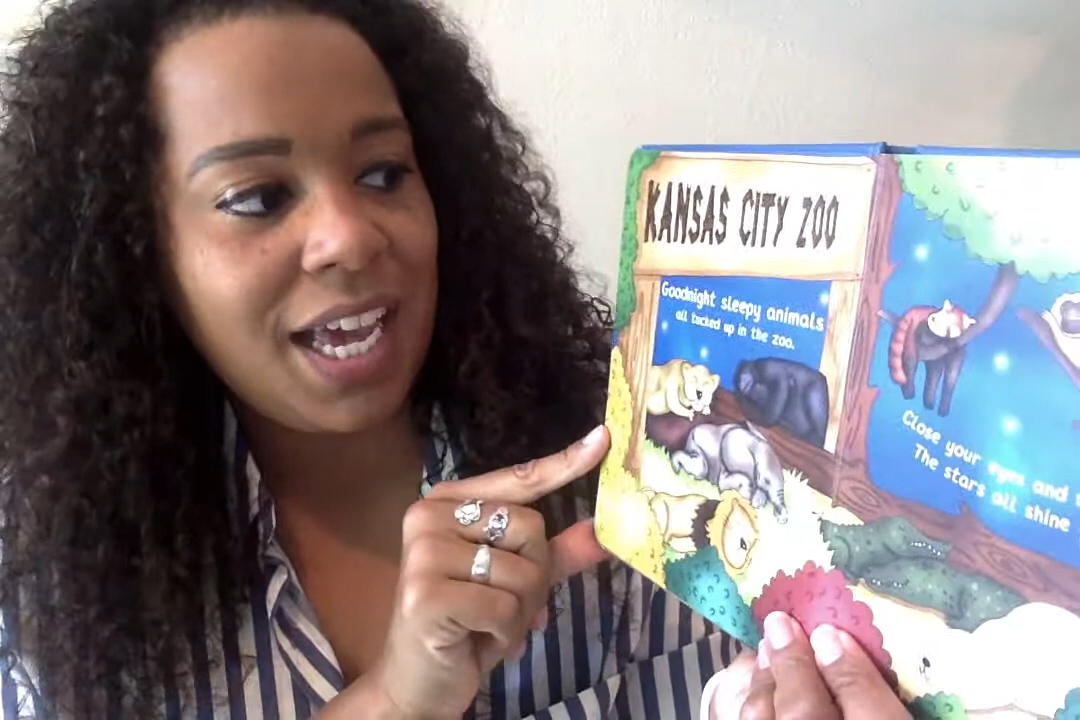 KANSAS CITY ZOO
Goodnight sleepy animals
all tucked up in the zoo.
Close your eyes and
The stars all shine